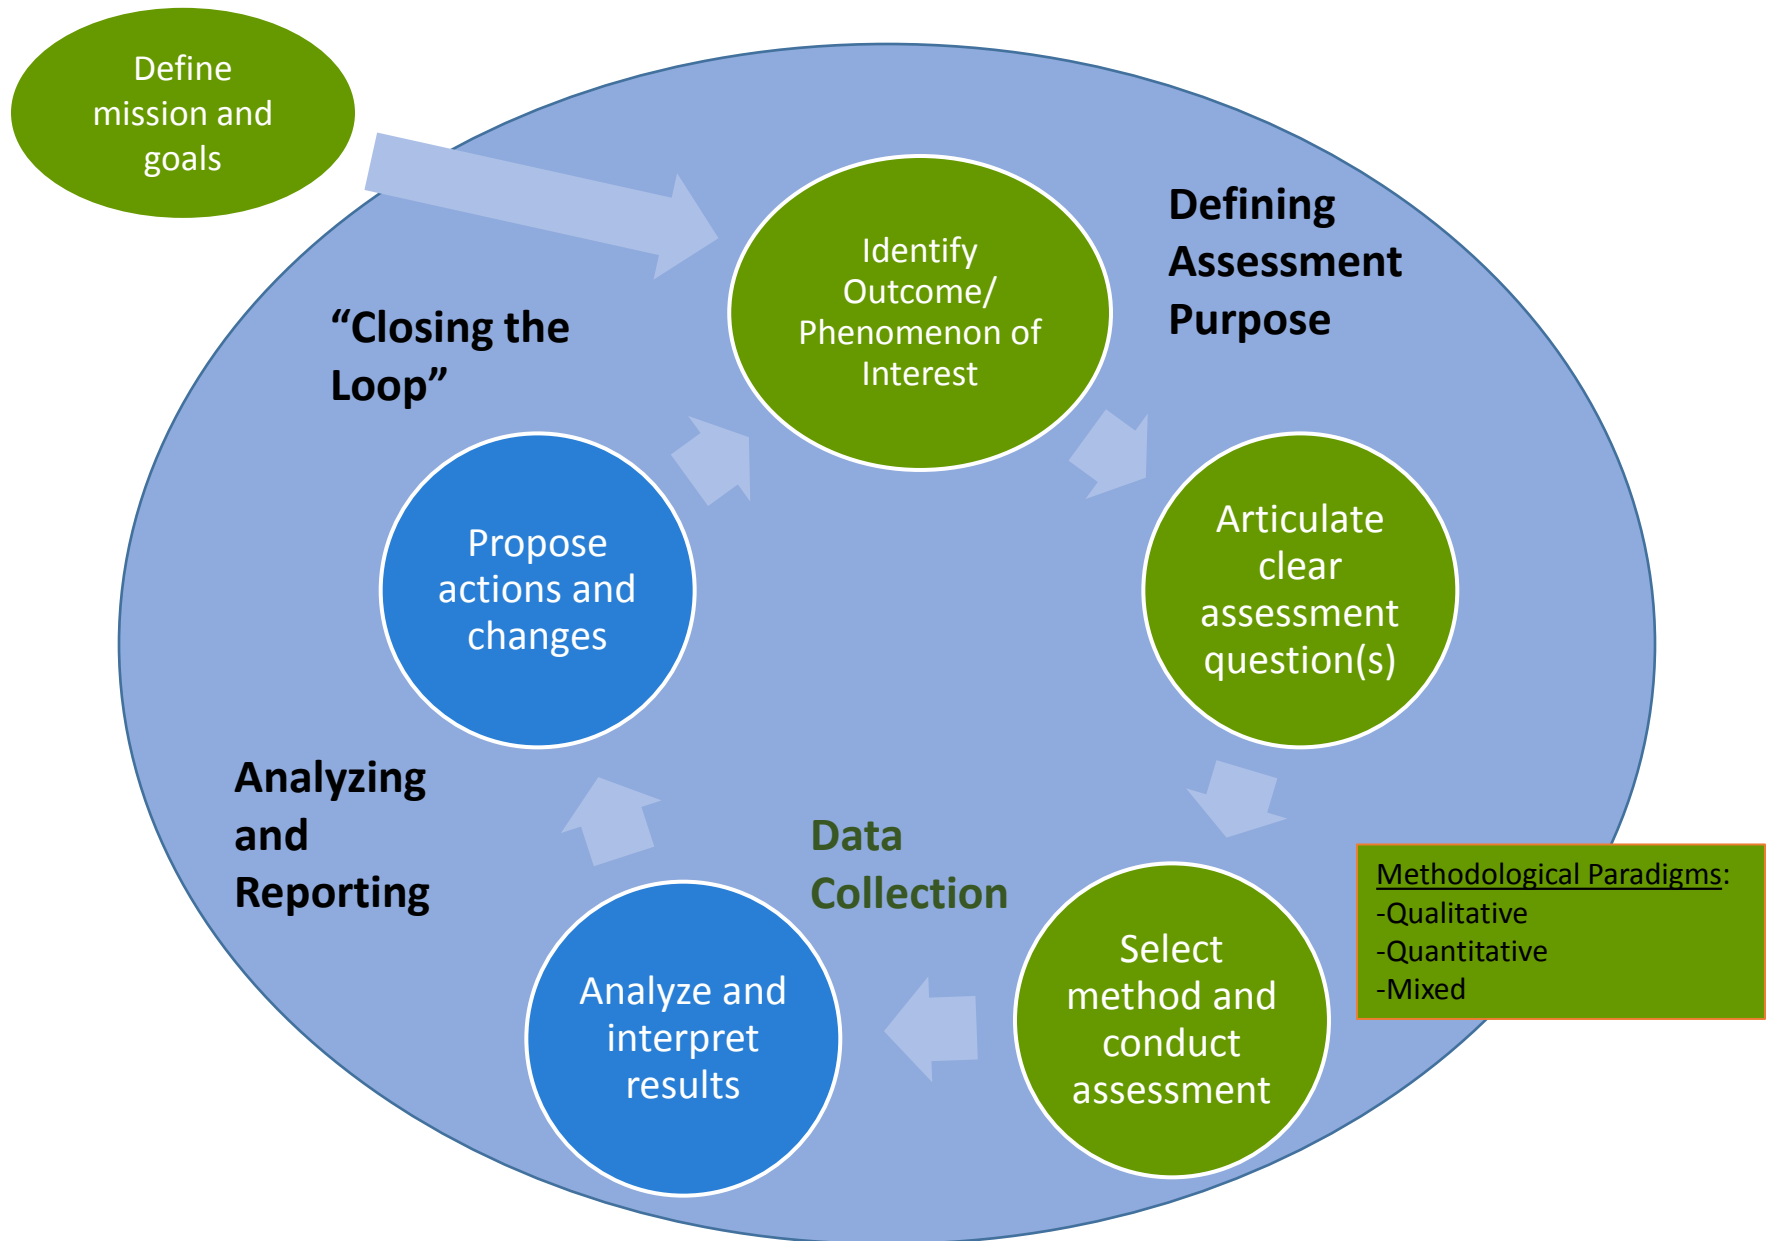 Define
mission and
goals
Identify
Outcome/
Phenomenon of
Interest
Defining
Assessment
Purpose
“Closing the
Loop”
Articulate
clear
assessment
question(s)
Propose
actions and
changes
Analyzing
and
Reporting
Data
Collection
Methodological Paradigms:
-Qualitative
-Quantitative
-Mixed
Select
method and
conduct
assessment
Analyze and
interpret
results